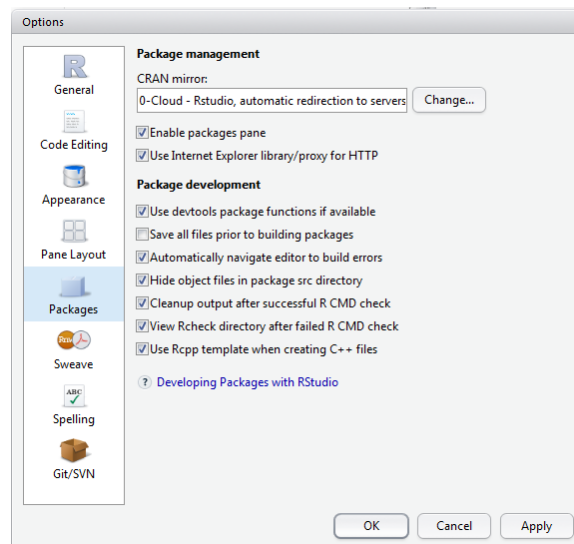 Options
General
Code Editing
Appearance
Pane Layout
Packages
Sweave
Spelling
Git/SVN
Package management
CRAN mirror:
0-Cloud - Rstudio, automatic redirection to servers
Change...
Enable packages pane
Use Internet Explorer library/proxy for HTTP
Package development
Use devtools package functions if available
Save all files prior to building packages
Automatically navigate editor to build errors
Hide object files in package src directory
Cleanup output after successful R CMD check
View Rcheck directory after failed R CMD check
Use Rcpp template when creating C++ files
? Developing Packages with RStudio
R
Rnw
ABC
OK Cancel Apply